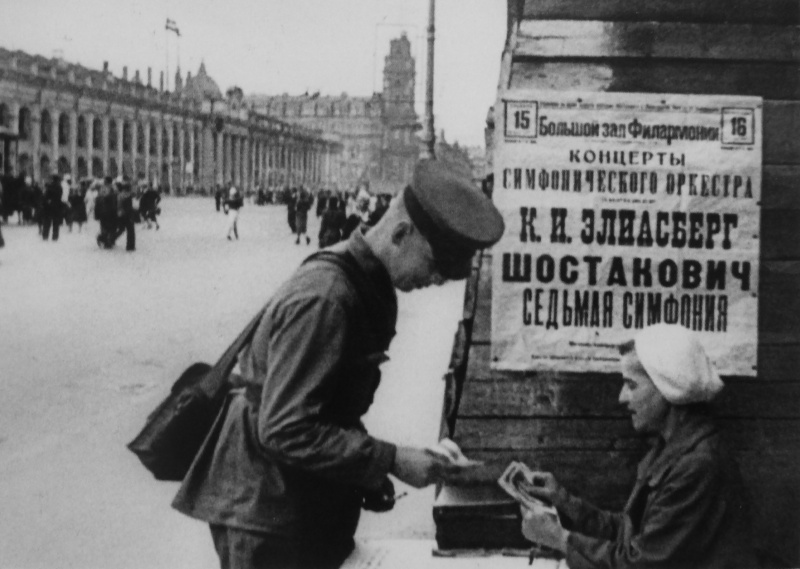 15 Большой зал Филармонии 16
КОНЦЕРТЫ
СИМФОНИЧЕСКОГО ОРКЕСТРА
К. И. ЭЛИАСБЕРГ
ШОСТАКОВИЧ
СЕДЬМАЯ СИМФОНИЯ